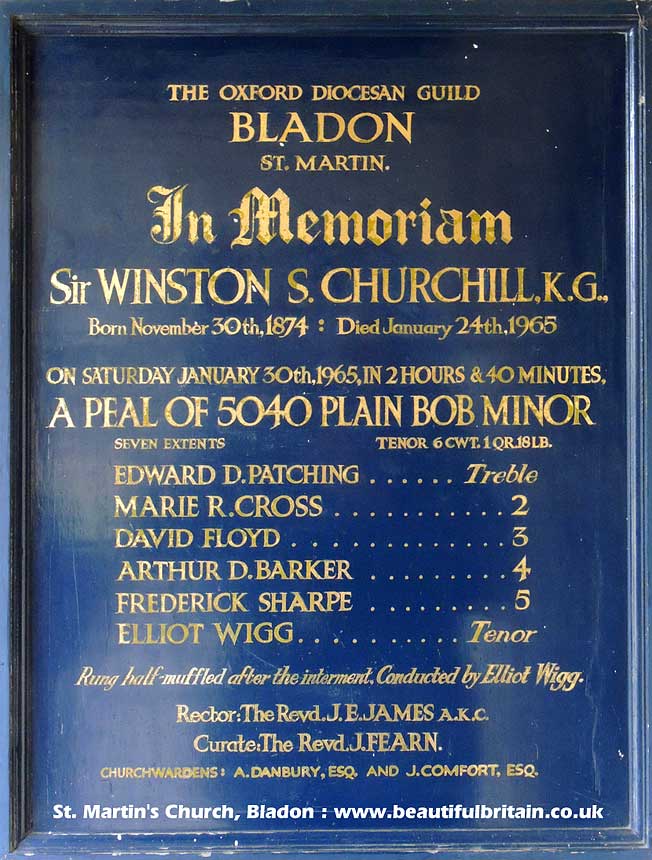 THE OXFORD DIOCESAN GUILD
BLADON
ST. MARTIN.
In Memoriam
Sir WINSTON S. CHURCHILL, K.G.,
Born November 30th, 1874 : Died January 24th, 1965
ON SATURDAY JANUARY 30th, 1965, IN 2 HOURS & 40 MINUTES,
A PEAL OF 5040 PLAIN BOB MINOR
SEVEN EXTENTS TENOR 6 CWT. 1 QR. 18 LB.
EDWARD D. PATCHING ...... Treble
MARIE R. CROSS ........... 2
DAVID FLOYD ............. 3
ARTHUR D. BARKER ......... 4
FREDERICK SHARPE ......... 5
ELLIOT WIGG .......... Tenor
Rung half-muffled after the interment. Conducted by Elliot Wigg.
Rector: The Revd. J. E. JAMES A.K.C.
Curate: The Revd. J. FEARN.
CHURCHWARDENS : A. DANBURY, ESQ. AND J. COMFORT, ESQ.
St. Martin's Church, Bladon : www.beautifulbritain.co.uk